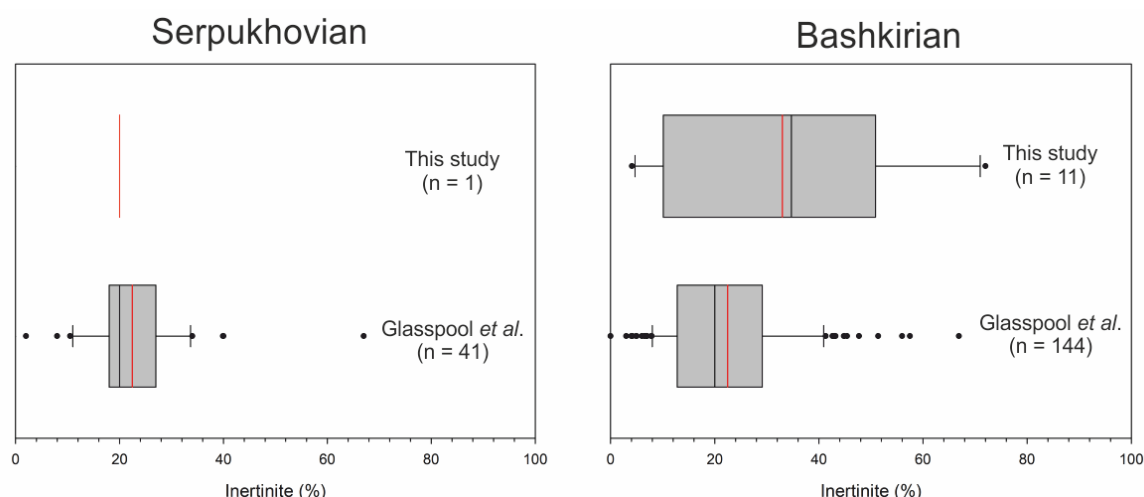 Serpukhovian
This study
(n = 1)
Glasspool et al.
(n = 41)
0 20 40 60 80 100
Inertinite (%)
Bashkirian
This study
(n = 11)
Glasspool et al.
(n = 144)
0 20 40 60 80 100
Inertinite (%)